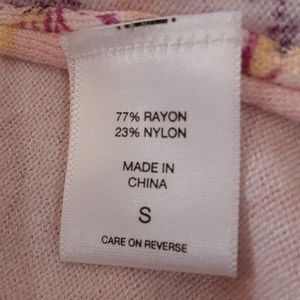 77% RAYON
23% NYLON
MADE IN
CHINA
S
CARE ON REVERSE